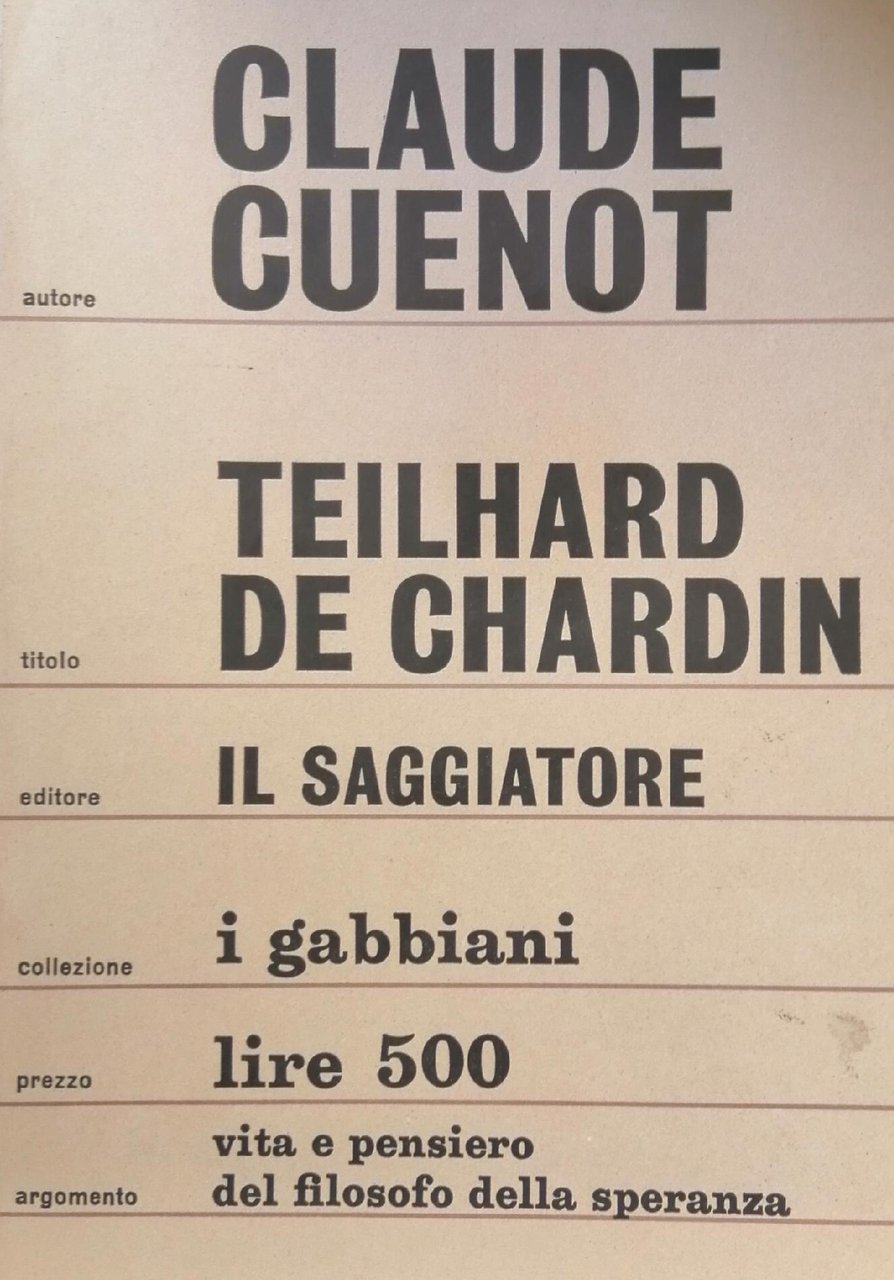 CLAUDE
CUENOT
autore
TEILHARD
DE CHARDIN
titolo
IL SAGGIATORE
editore
i gabbiani
collezione
lire 500
prezzo
vita e pensiero
del filosofo della speranza
argomento